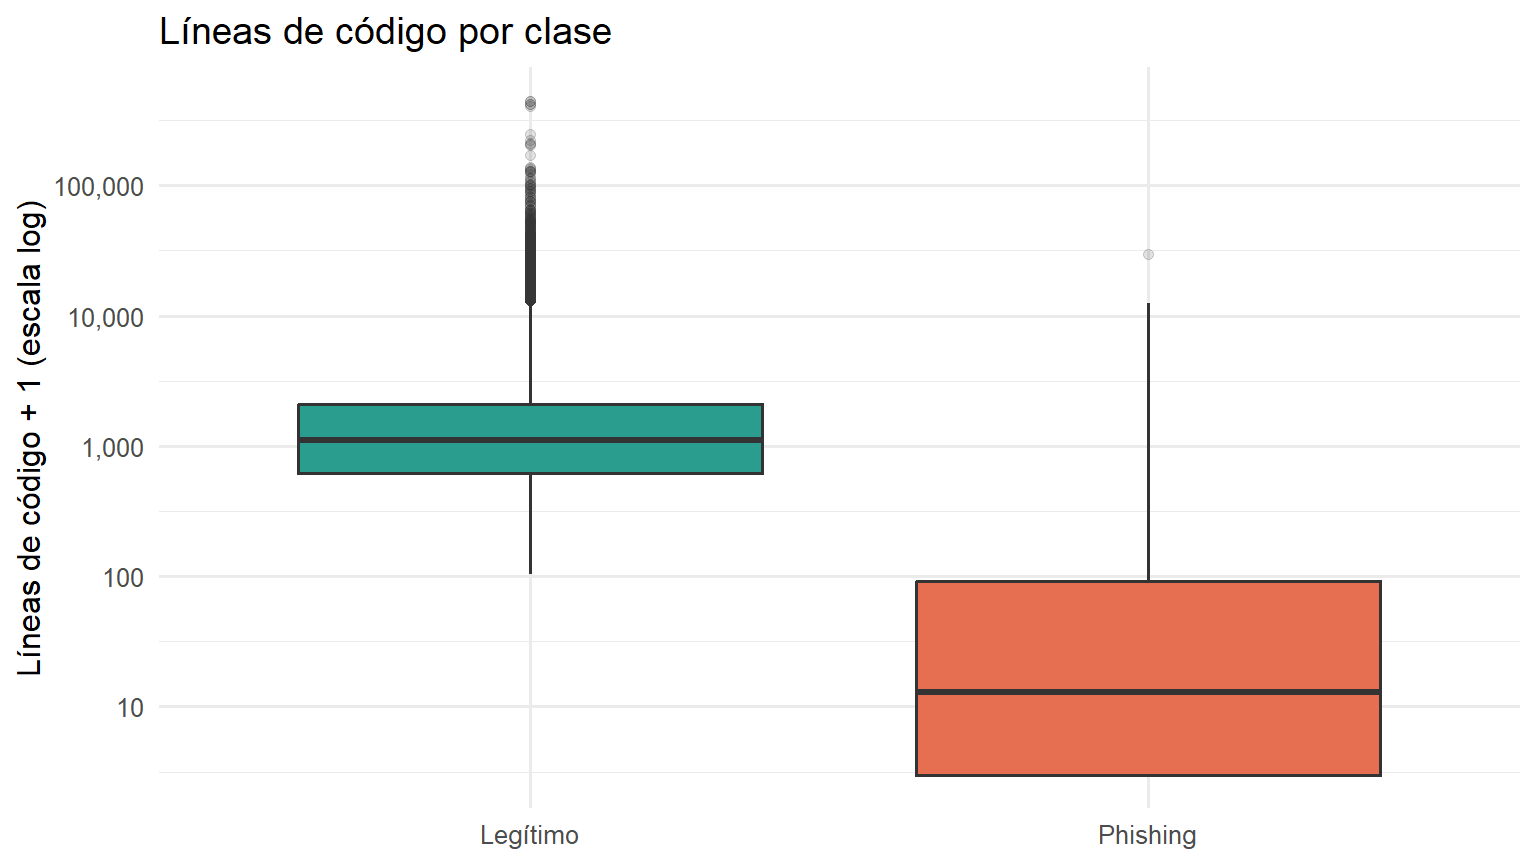 Líneas de código por clase
Líneas de código + 1 (escala log)
100,000
10,000
1,000
100
10
Legítimo
Phishing